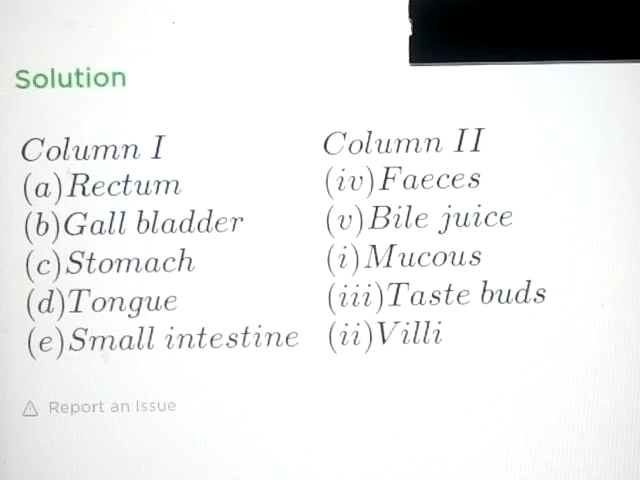 Solution
Column I Column II
(a)Rectum (iv)Faeces
(b)Gall bladder (v)Bile juice
(c)Stomach (i)Mucous
(d)Tongue (iii)Taste buds
(e)Small intestine (ii)Villi
Report an Issue